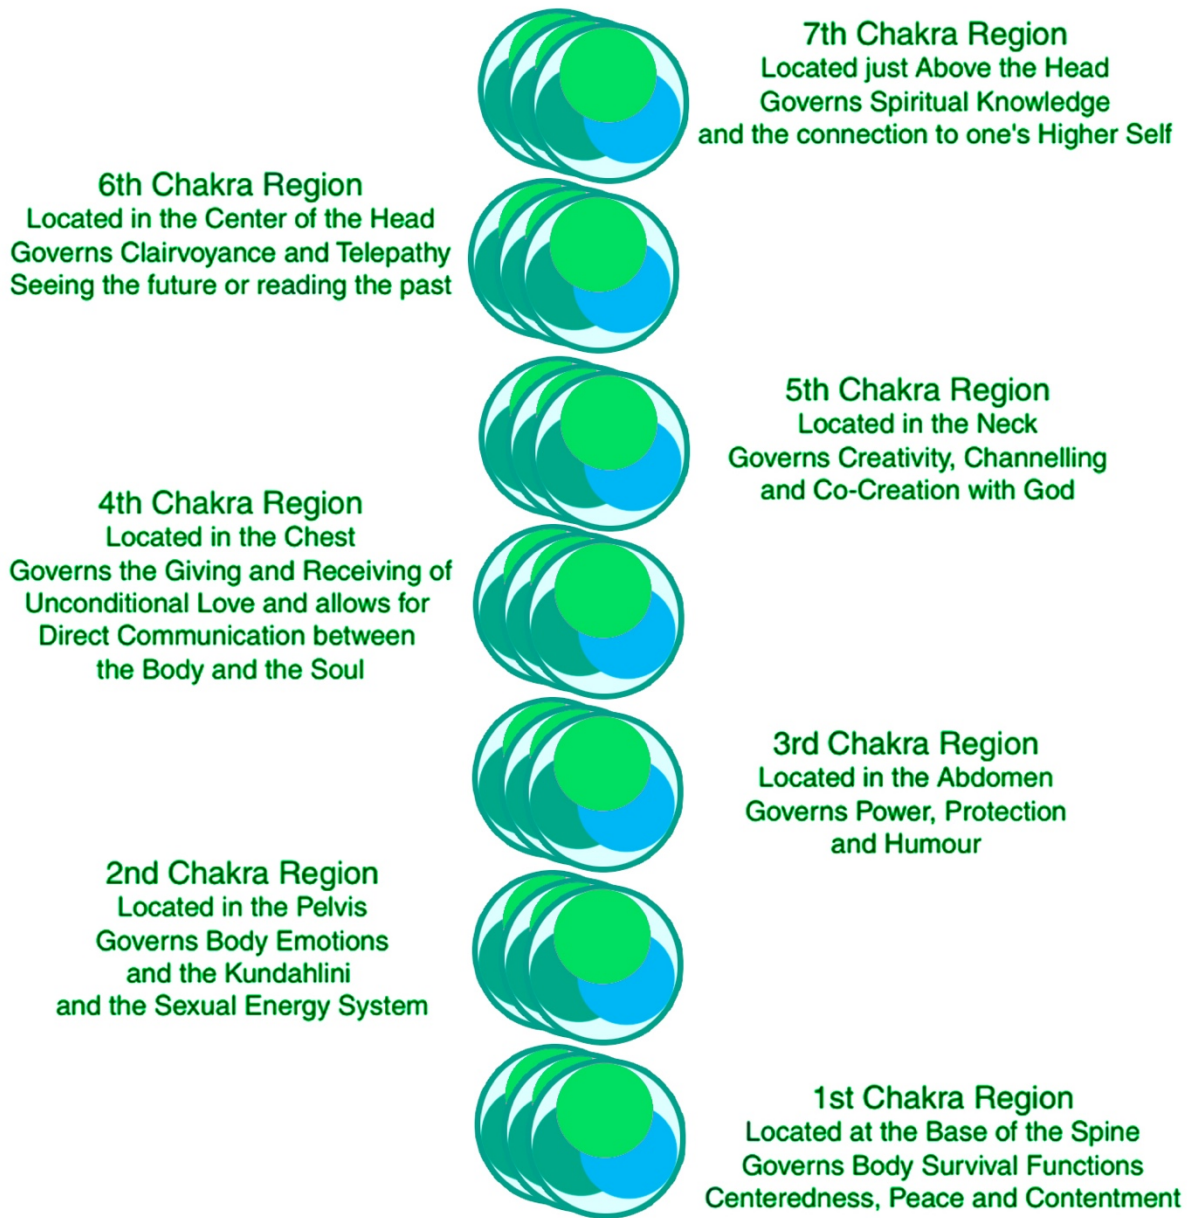 7th Chakra Region
Located just Above the Head
Governs Spiritual Knowledge
and the connection to one's Higher Self
6th Chakra Region
Located in the Center of the Head
Governs Clairvoyance and Telepathy
Seeing the future or reading the past
5th Chakra Region
Located in the Neck
Governs Creativity, Channelling
and Co-Creation with God
4th Chakra Region
Located in the Chest
Governs the Giving and Receiving of
Unconditional Love and allows for
Direct Communication between
the Body and the Soul
3rd Chakra Region
Located in the Abdomen
Governs Power, Protection
and Humour
2nd Chakra Region
Located in the Pelvis
Governs Body Emotions
and the Kundahlini
and the Sexual Energy System
1st Chakra Region
Located at the Base of the Spine
Governs Body Survival Functions
Centeredness, Peace and Contentment